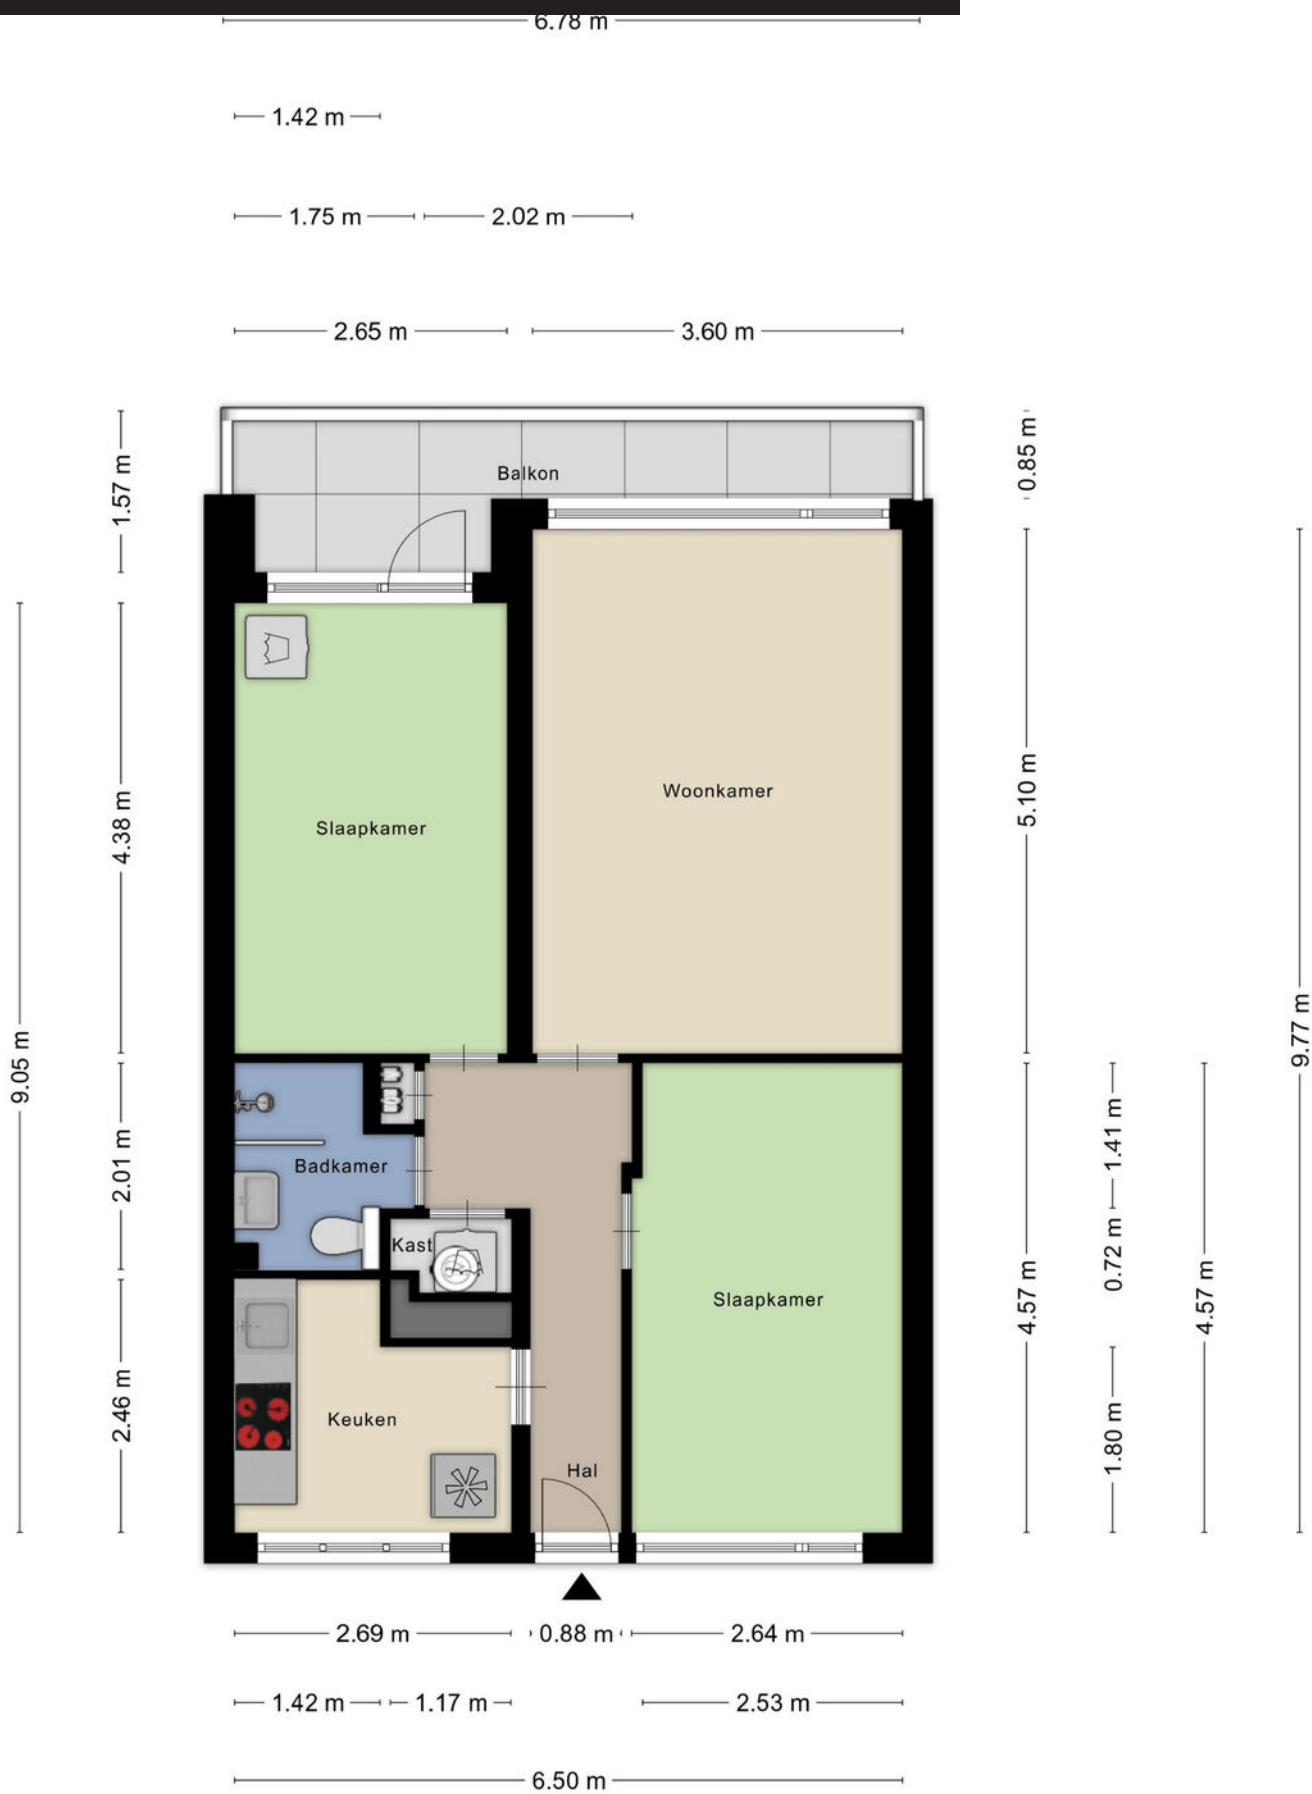 6.78 m
1.42 m
1.75 m
2.02 m
2.65 m
3.60 m
1.57 m
0.85 m
Balkon
5.10 m
Woonkamer
4.38 m
Slaapkamer
9.05 m
9.77 m
1.41 m
2.01 m
Badkamer
0.72 m
Kast
4.57 m
4.57 m
Slaapkamer
2.46 m
Keuken
1.80 m
Hal
2.69 m
0.88 m
2.64 m
1.42 m
1.17 m
2.53 m
6.50 m